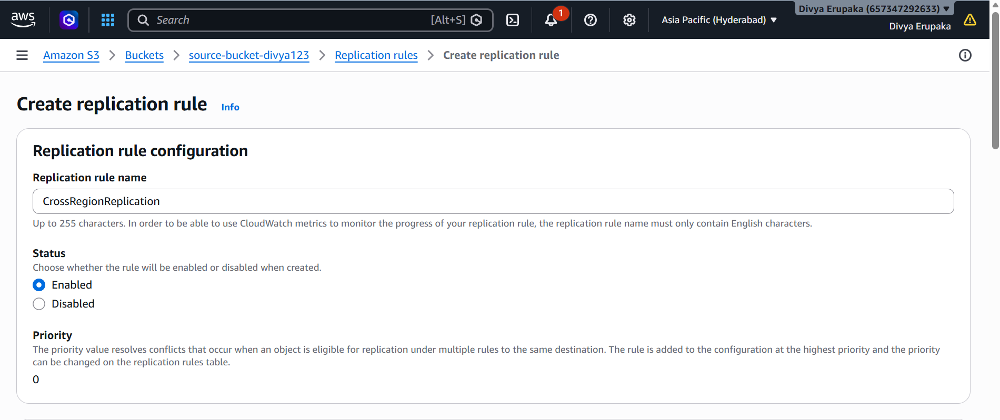 aws
Search [Alt+S]
1
Asia Pacific (Hyderabad) ▼
Divya Erupaka (657347292633) ▼
Divya Erupaka
Amazon S3 > Buckets > source-bucket-divya123 > Replication rules > Create replication rule
Create replication rule Info
Replication rule configuration
Replication rule name
CrossRegionReplication
Up to 255 characters. In order to be able to use CloudWatch metrics to monitor the progress of your replication rule, the replication rule name must only contain English characters.
Status
Choose whether the rule will be enabled or disabled when created.
Enabled
Disabled
Priority
The priority value resolves conflicts that occur when an object is eligible for replication under multiple rules to the same destination. The rule is added to the configuration at the highest priority and the priority
can be changed on the replication rules table.
0